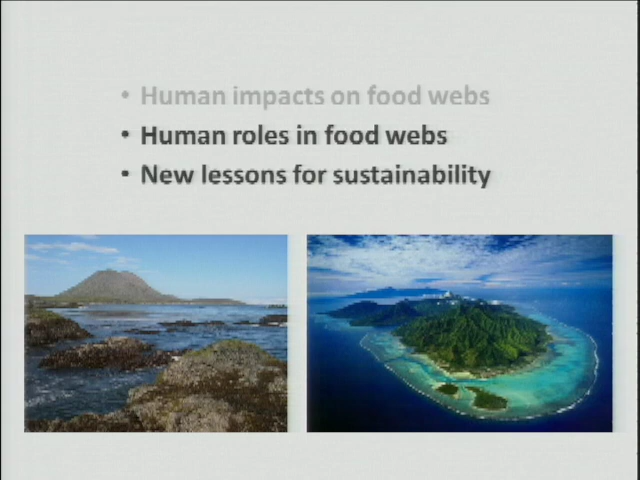 • Human impacts on food webs
• Human roles in food webs
• New lessons for sustainability